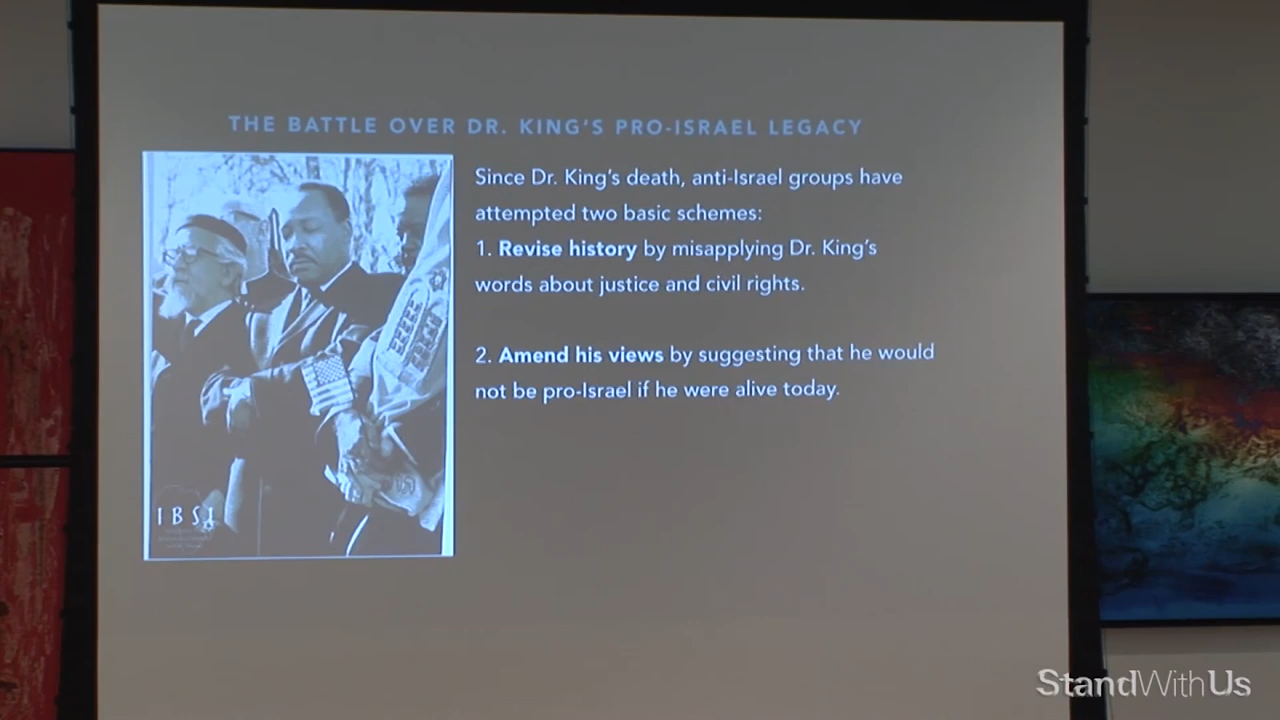 THE BATTLE OVER DR. KING'S PRO-ISRAEL LEGACY
Since Dr. King's death, anti-Israel groups have
attempted two basic schemes:
1. Revise history by misapplying Dr. King's
words about justice and civil rights.
2. Amend his views by suggesting that he would
not be pro-Israel if he were alive today.
IBSI
StandWithUs